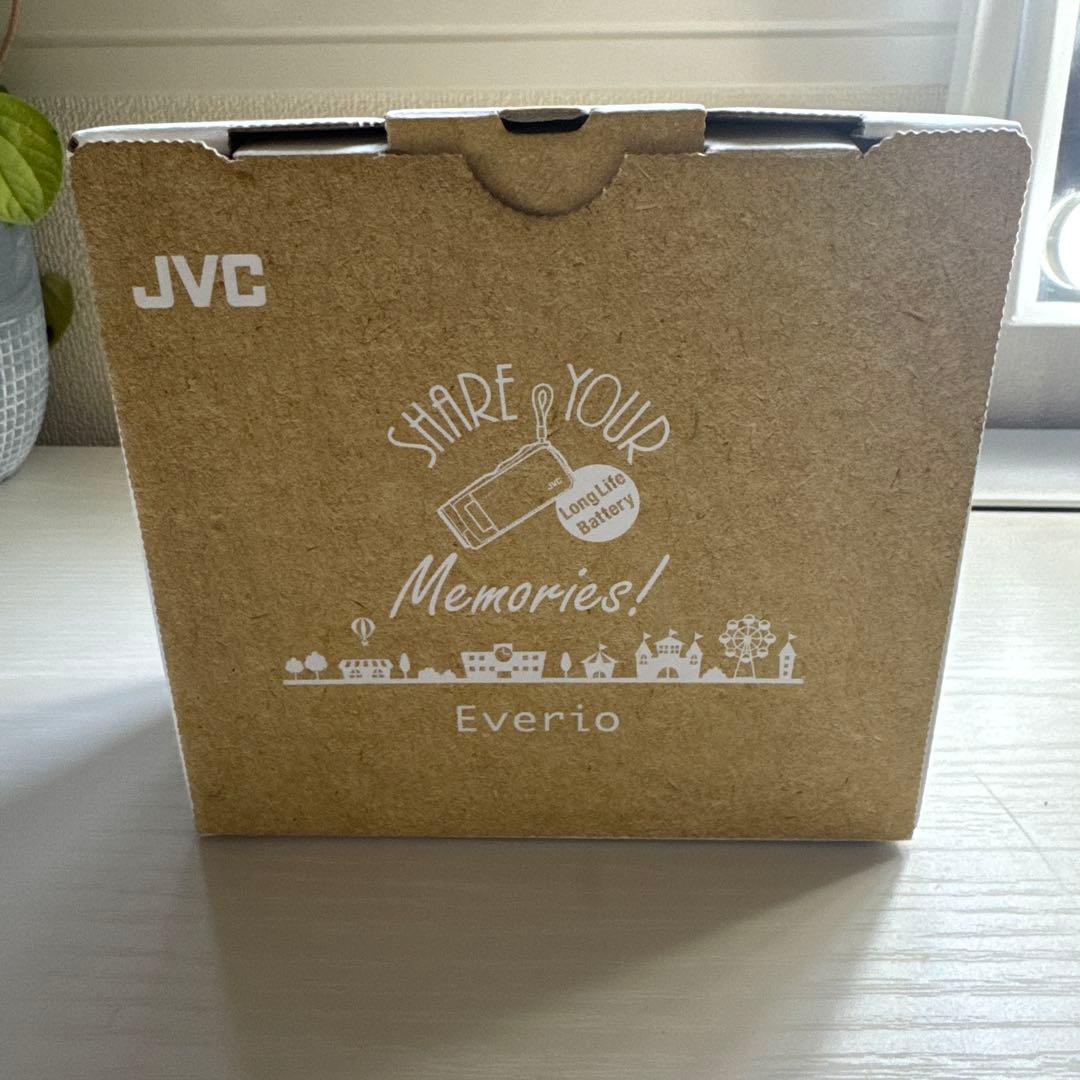 JVC
SHARE YOUR
JVC
Long Life
Battery
Memories!
Everio